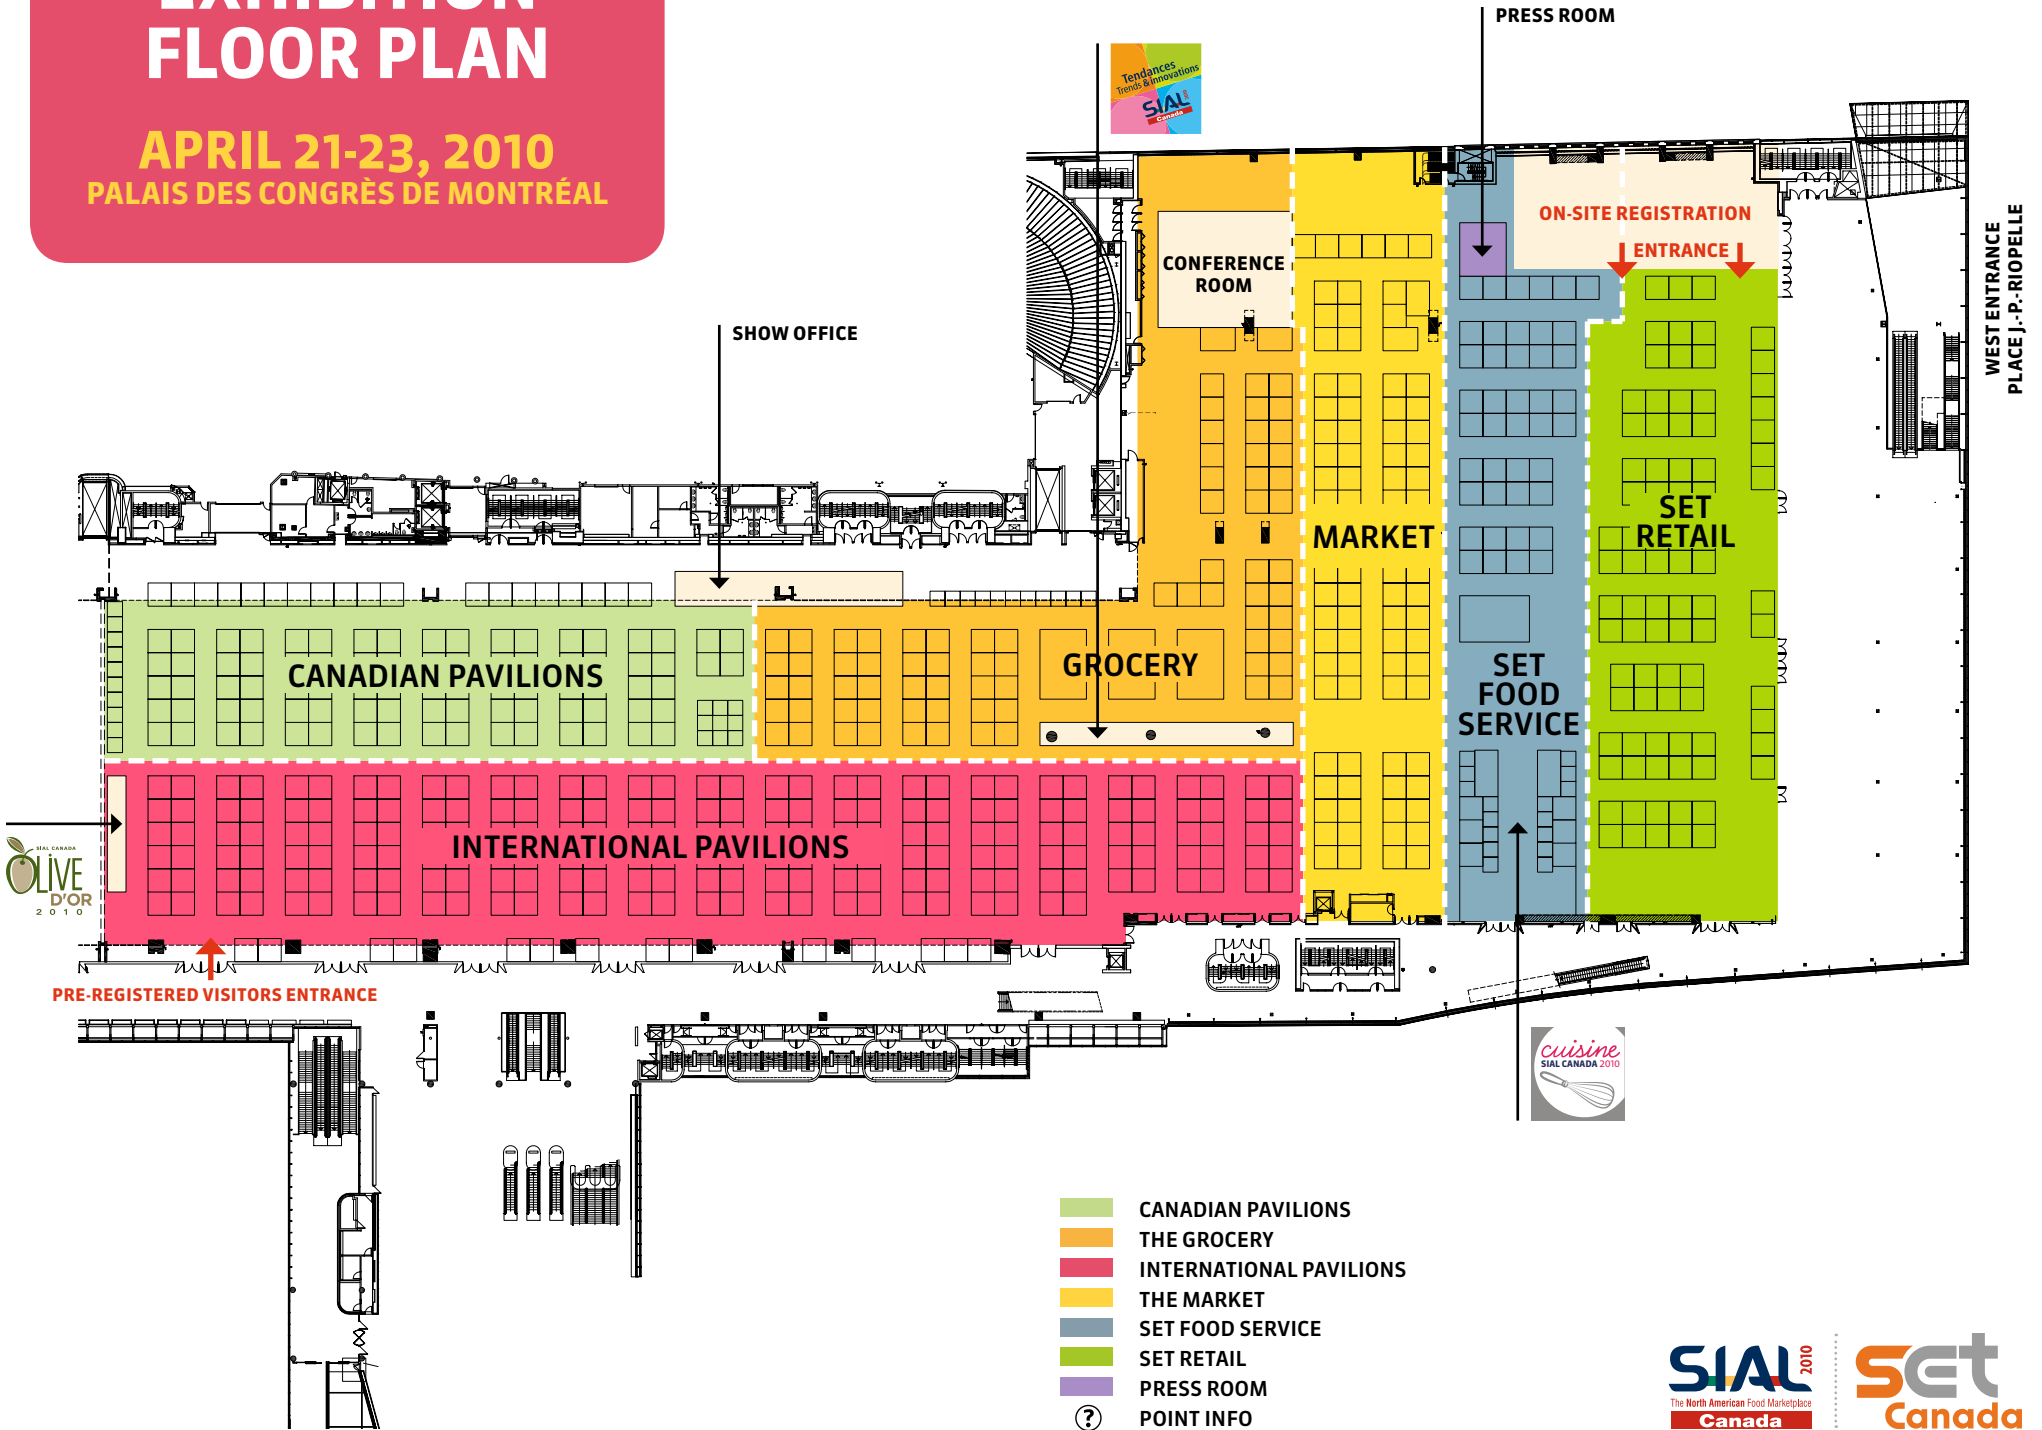 EXHIBITION
FLOOR PLAN
APRIL 21-23, 2010
PALAIS DES CONGRÈS DE MONTRÉAL
PRESS ROOM
Tendances
Trends & innovations
SIAL
Canada
ON-SITE REGISTRATION
ENTRANCE
WEST ENTRANCE
PLACE J.-P.-RIOPELLE
CONFERENCE
ROOM
SHOW OFFICE
MARKET
SET
RETAIL
CANADIAN PAVILIONS
GROCERY
SET
FOOD
SERVICE
INTERNATIONAL PAVILIONS
SIAL CANADA
OLIVE
D'OR
2010
PRE-REGISTERED VISITORS ENTRANCE
cuisine
SIAL CANADA 2010
CANADIAN PAVILIONS
THE GROCERY
INTERNATIONAL PAVILIONS
THE MARKET
SET FOOD SERVICE
SET RETAIL
PRESS ROOM
? POINT INFO
SIAL 2010
The North American Food Marketplace
Canada
set
Canada